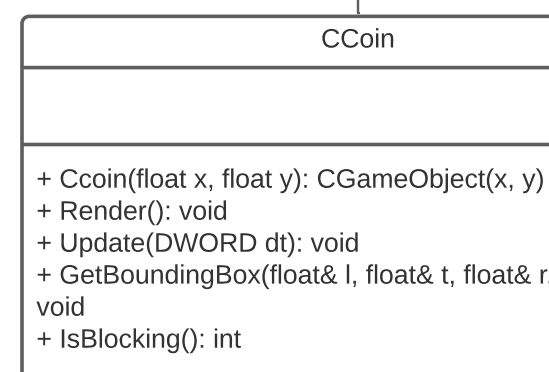 CCoin
+ Ccoin(float x, float y): CGameObject(x, y)
+ Render(): void
+ Update(DWORD dt): void
+ GetBoundingBox(float& l, float& t, float& r,
void
+ IsBlocking(): int